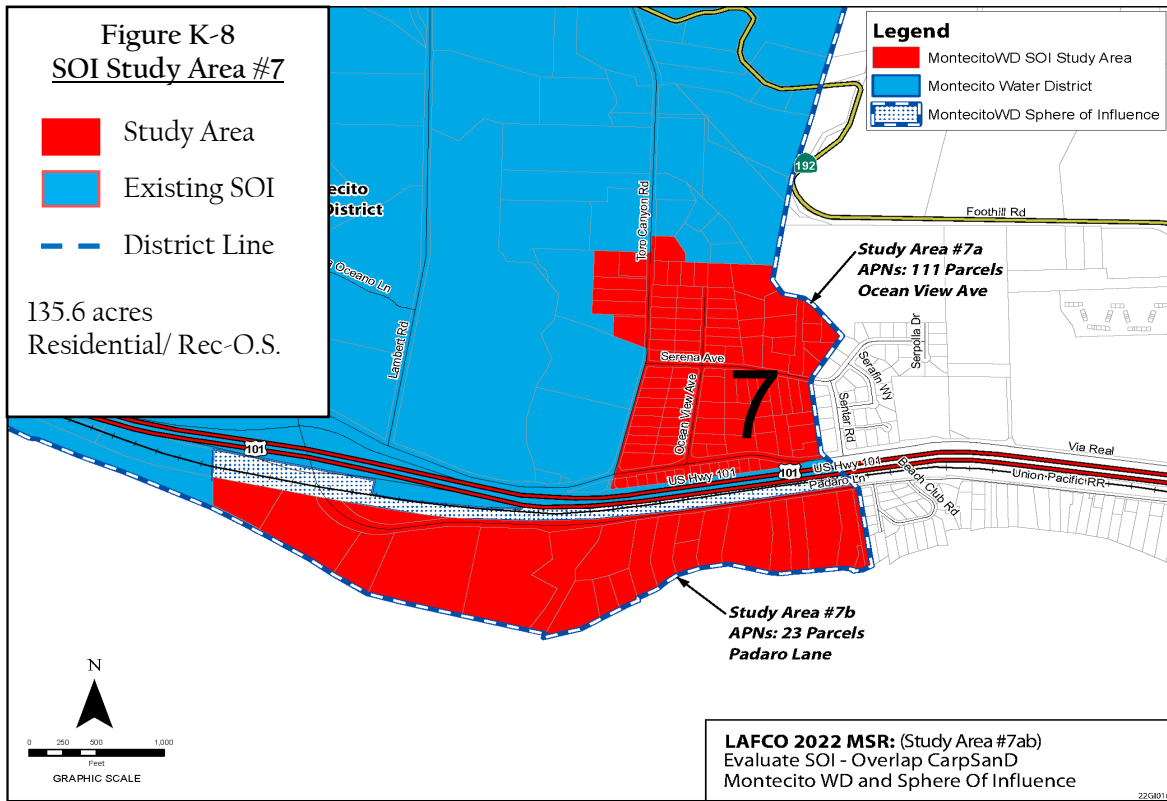 Figure K-8
SOI Study Area #7
Study Area
Existing SOI
District Line
135.6 acres
Residential/ Rec-O.S.
Legend
MontecitoWD SOI Study Area
Montecito Water District
MontecitoWD Sphere of Influence
192
Foothill Rd
ecito
District
Toro Canyon Rd
Study Area #7a
APNs: 111 Parcels
Ocean View Ave
a Oceano Ln
Lambert Rd
Serpolla Dr
Serena Ave
Serafin Wy
7
Ocean View Ave
Sentar Rd
101
US Hwy 101
101
US Hwy 101
Via Real
Padaro Ln
Union Pacific RR
Beach Club Rd
Study Area #7b
APNs: 23 Parcels
Padaro Lane
N
0 250 500 1,000
Feet
GRAPHIC SCALE
LAFCO 2022 MSR: (Study Area #7ab)
Evaluate SOI - Overlap CarpSanD
Montecito WD and Sphere Of Influence